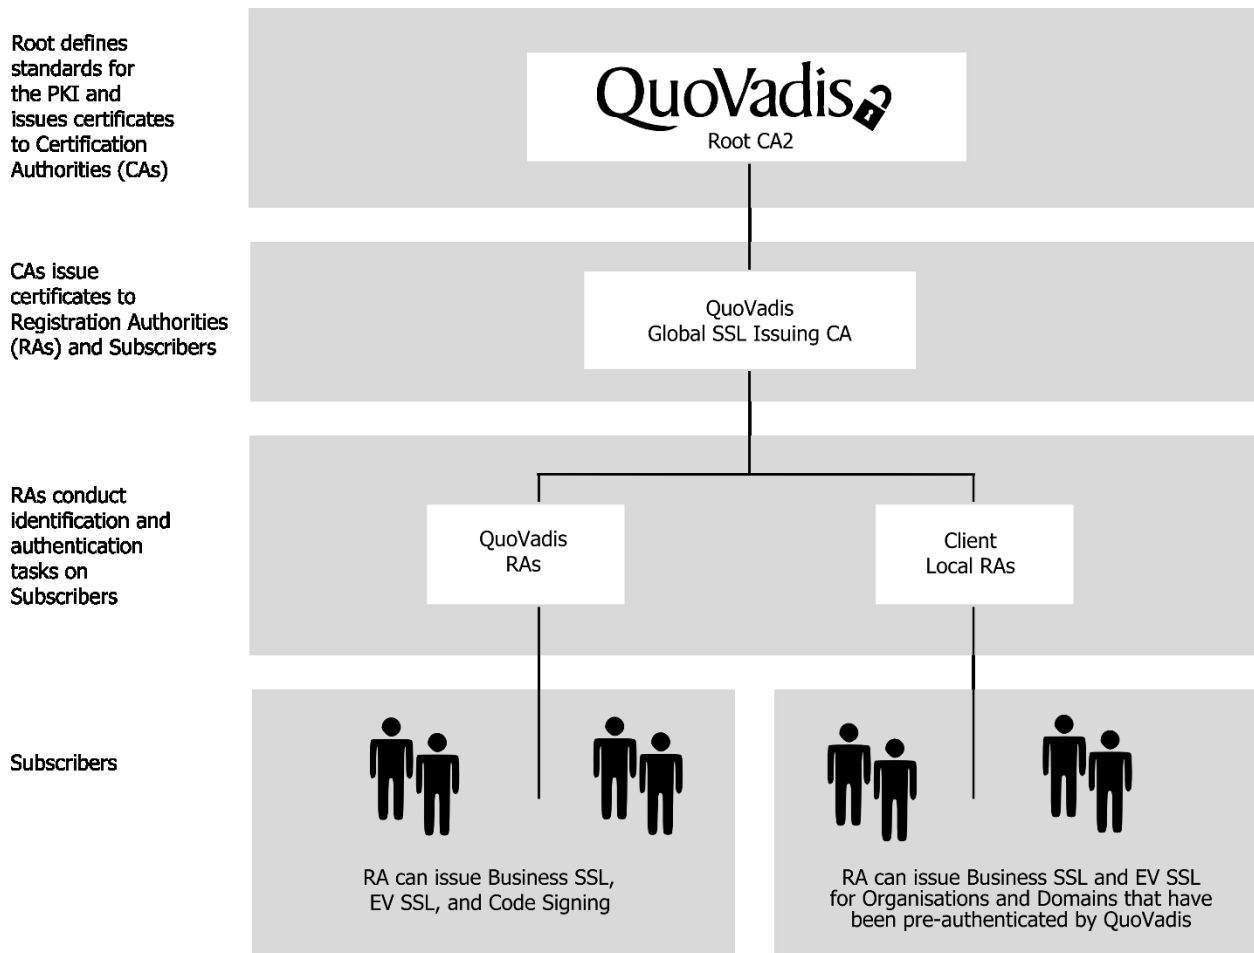 Root defines
standards for
the PKI and
issues certificates
to Certification
Authorities (CAs)
QuoVadis
Root CA2
CAs issue
certificates to
Registration Authorities
(RAs) and Subscribers
QuoVadis
Global SSL Issuing CA
RAs conduct
identification and
authentication
tasks on
Subscribers
QuoVadis
RAs
Client
Local RAs
Subscribers
RA can issue Business SSL,
EV SSL, and Code Signing
RA can issue Business SSL and EV SSL
for Organisations and Domains that have
been pre-authenticated by QuoVadis